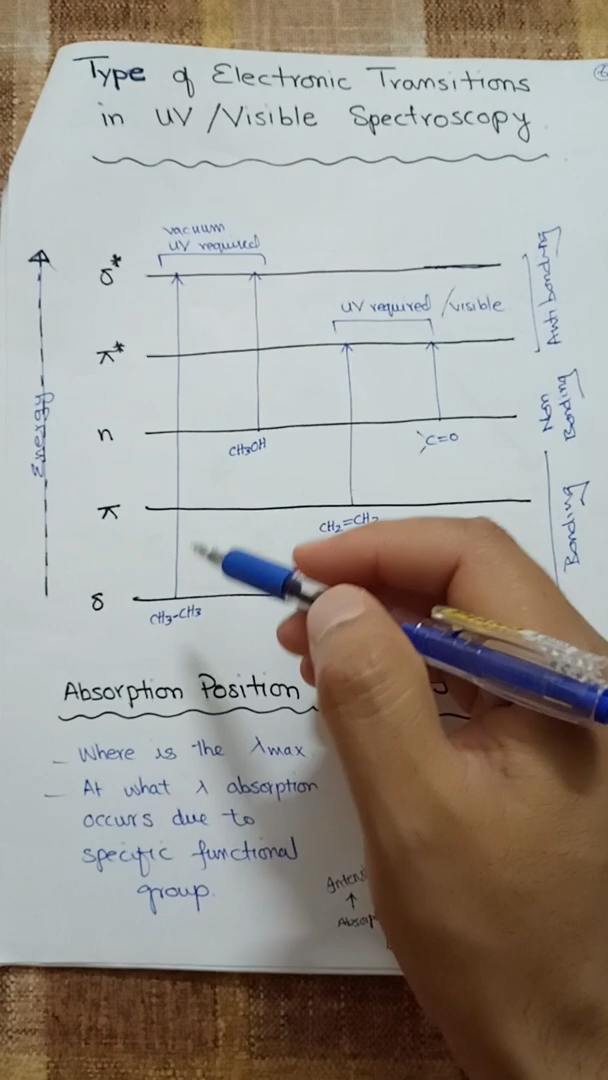 Type of Electronic Transitions
in UV/Visible Spectroscopy
vacuum
UV required
σ*
UV required/visible
π*
Antibonding
n
CH3OH
C=O
Non
Bonding
π
CH2=CH2
Bonding
σ
CH3-CH3
Energy
Absorption Position
- Where is the λmax
- At what λ absorption
occurs due to
specific functional
group.
↑